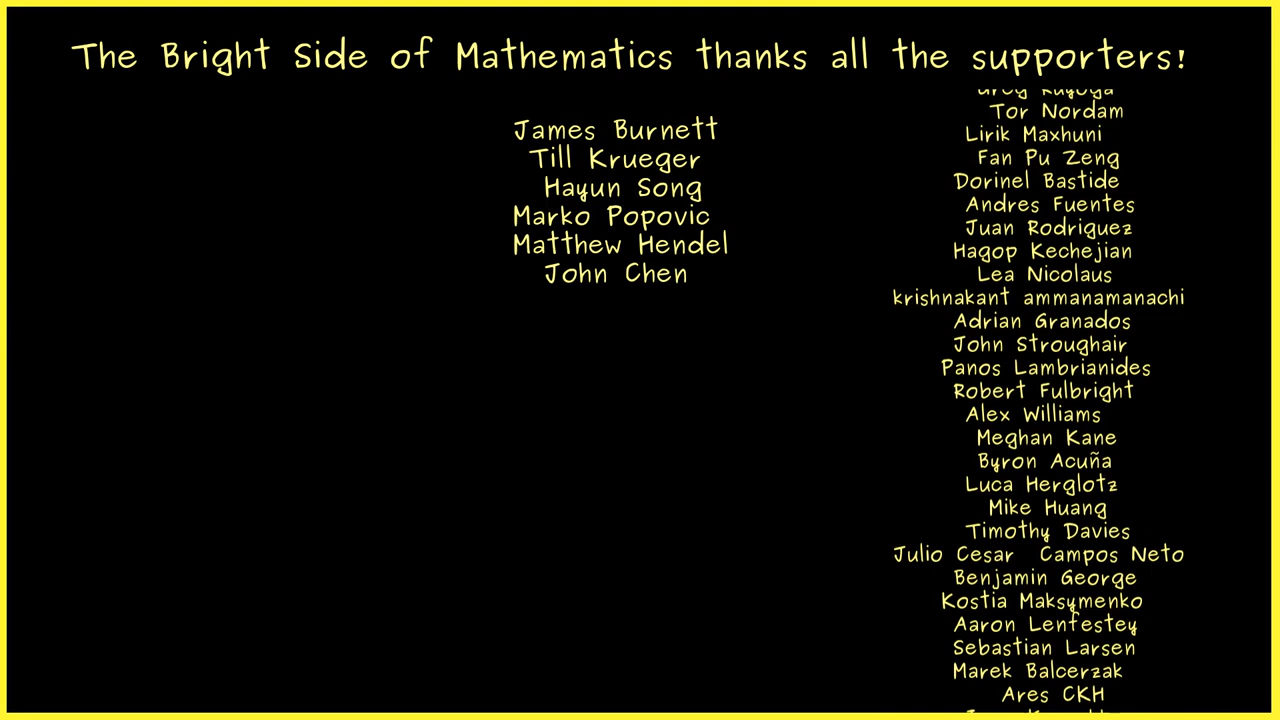 The Bright Side of Mathematics thanks all the supporters!
James Burnett
Till Krueger
Hayun Song
Marko Popovic
Matthew Hendel
John Chen
Tor Nordam
Lirik Maxhuni
Fan Pu Zeng
Dorinel Bastide
Andres Fuentes
Juan Rodriguez
Hagop Kechejian
Lea Nicolaus
krishnakant ammanamanachi
Adrian Granados
John Stroughair
Panos Lambrianides
Robert Fulbright
Alex Williams
Meghan Kane
Byron Acuña
Luca Herglotz
Mike Huang
Timothy Davies
Julio Cesar  Campos Neto
Benjamin George
Kostia Maksymenko
Aaron Lenfestey
Sebastian Larsen
Marek Balcerzak
Ares CKH